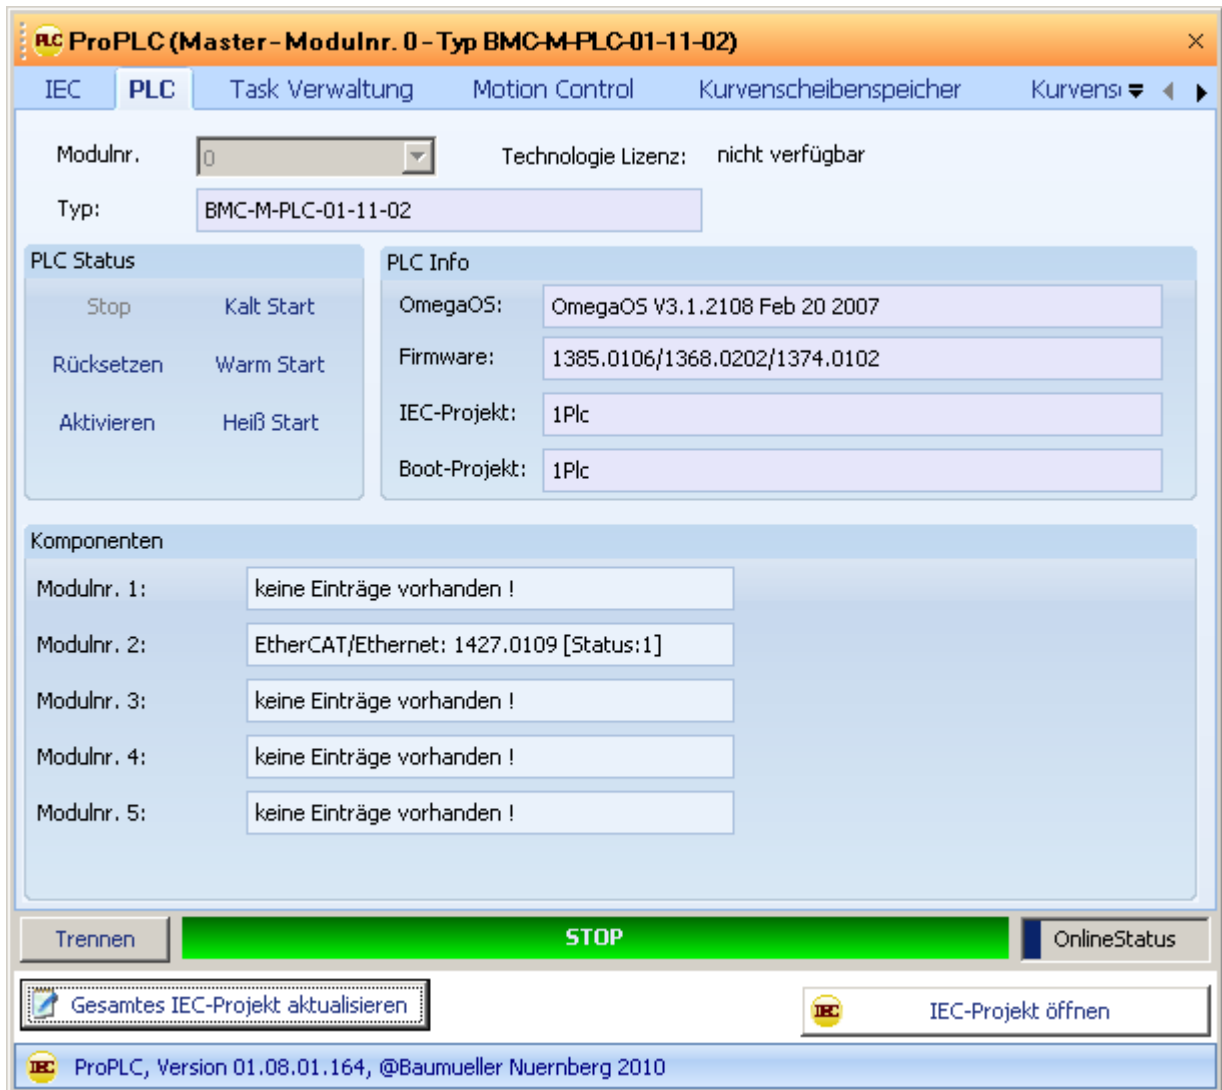 PLC ProPLC (Master-Modulnr. 0 - Typ BMC-M-PLC-01-11-02)
IEC PLC Task Verwaltung Motion Control Kurvenscheibenspeicher Kurvens
Modulnr. 0 Technologie Lizenz: nicht verfügbar
Typ: BMC-M-PLC-01-11-02
PLC Status
Stop Kalt Start
Rücksetzen Warm Start
Aktivieren Heiß Start
PLC Info
OmegaOS: OmegaOS V3.1.2108 Feb 20 2007
Firmware: 1385.0106/1368.0202/1374.0102
IEC-Projekt: 1Plc
Boot-Projekt: 1Plc
Komponenten
Modulnr. 1: keine Einträge vorhanden !
Modulnr. 2: EtherCAT/Ethernet: 1427.0109 [Status:1]
Modulnr. 3: keine Einträge vorhanden !
Modulnr. 4: keine Einträge vorhanden !
Modulnr. 5: keine Einträge vorhanden !
Trennen STOP OnlineStatus
Gesamtes IEC-Projekt aktualisieren IEC IEC-Projekt öffnen
IEC ProPLC, Version 01.08.01.164, @Baumueller Nuernberg 2010